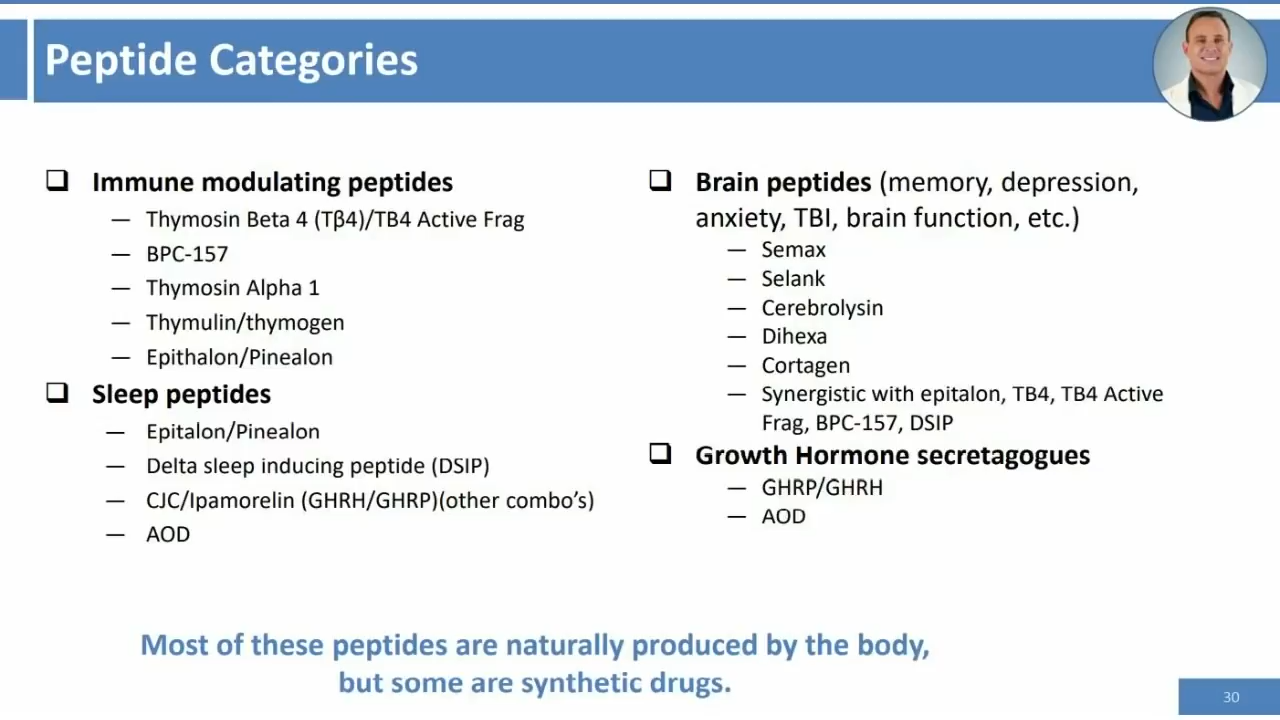 Peptide Categories
❑ Immune modulating peptides
— Thymosin Beta 4 (Tβ4)/TB4 Active Frag
— BPC-157
— Thymosin Alpha 1
— Thymulin/thymogen
— Epithalon/Pinealon
❑ Sleep peptides
— Epitalon/Pinealon
— Delta sleep inducing peptide (DSIP)
— CJC/Ipamorelin (GHRH/GHRP)(other combo’s)
— AOD
❑ Brain peptides (memory, depression,
anxiety, TBI, brain function, etc.)
— Semax
— Selank
— Cerebrolysin
— Dihexa
— Cortagen
— Synergistic with epitalon, TB4, TB4 Active
Frag, BPC-157, DSIP
❑ Growth Hormone secretagogues
— GHRP/GHRH
— AOD
Most of these peptides are naturally produced by the body,
but some are synthetic drugs.
30